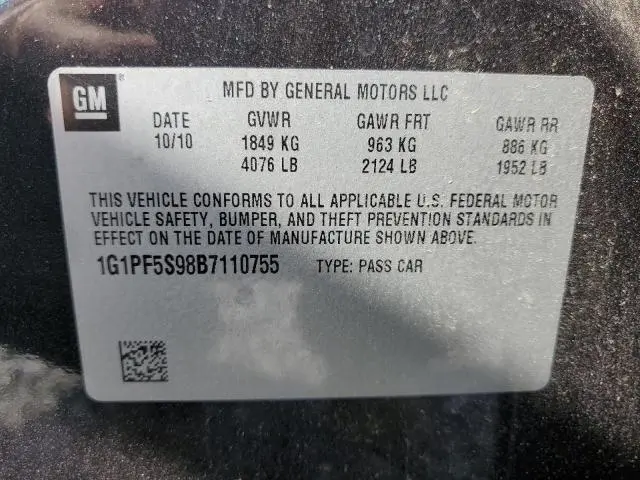 GM ®
MFD BY GENERAL MOTORS LLC
DATE GVWR GAWR FRT GAWR RR
10/10 1849 KG 963 KG 886 KG
4076 LB 2124 LB 1952 LB
THIS VEHICLE CONFORMS TO ALL APPLICABLE U.S. FEDERAL MOTOR
VEHICLE SAFETY, BUMPER, AND THEFT PREVENTION STANDARDS IN
EFFECT ON THE DATE OF MANUFACTURE SHOWN ABOVE.
1G1PF5S98B7110755 TYPE: PASS CAR